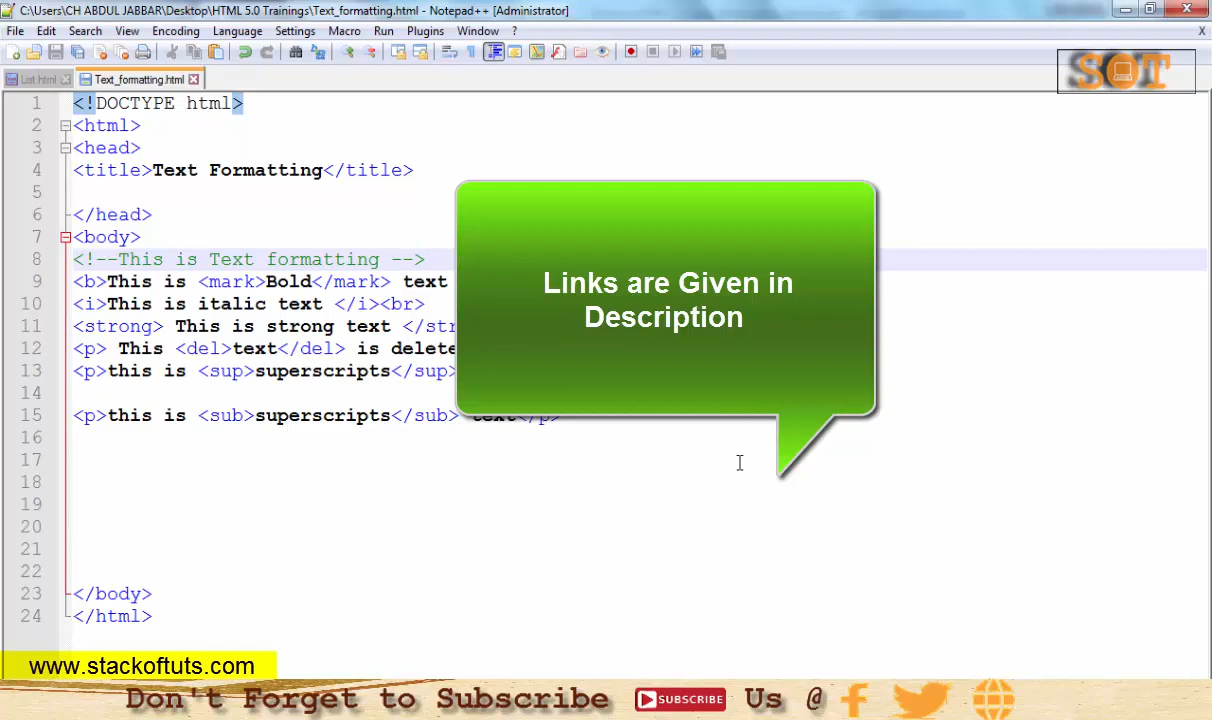 C:\Users\CH ABDUL JABBAR\Desktop\HTML 5.0 Trainings\Text_formatting.html - Notepad++ [Administrator]
File Edit Search View Encoding Language Settings Macro Run Plugins Window ? X
List.html Text_formatting.html
SOT
1 <!DOCTYPE html>
2 <html>
3 <head>
4 <title>Text Formatting</title>
5
6 </head>
7 <body>
8 <!--This is Text formatting -->
9 <b>This is <mark>Bold</mark> text
10 <i>This is italic text </i><br>
11 <strong> This is strong text </str
12 <p> This <del>text</del> is delete
13 <p>this is <sup>superscripts</sup>
14
15 <p>this is <sub>superscripts</sub> text</p>
16
17
18
19
20
21
22
23 </body>
24 </html>
Links are Given in
Description
www.stackoftuts.com
Don't Forget to Subscribe SUBSCRIBE Us @